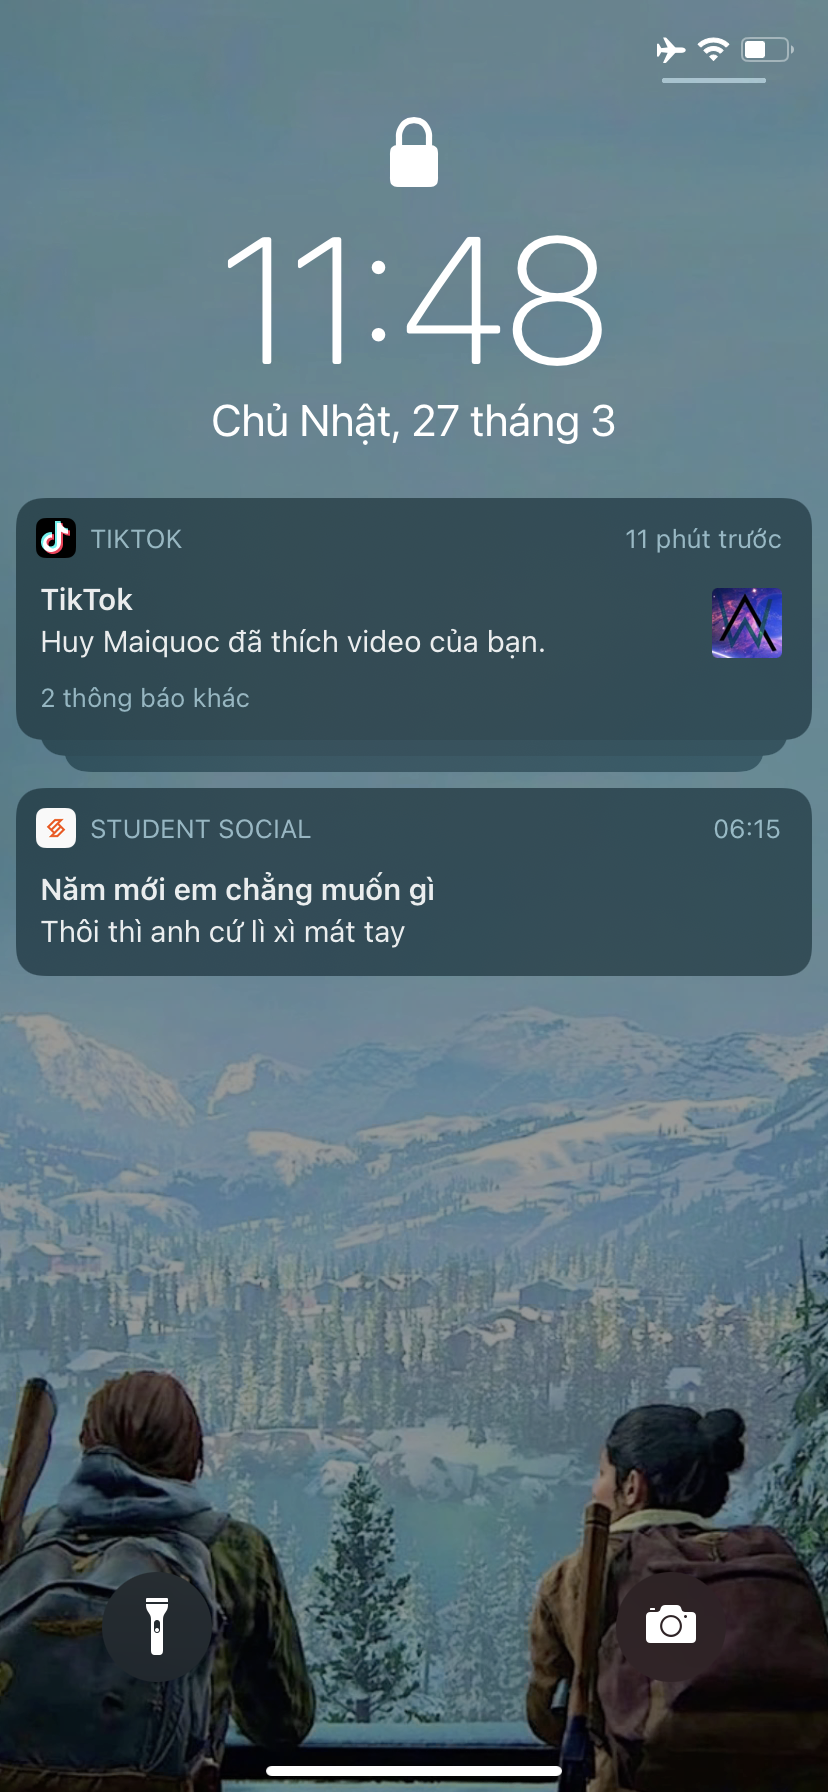 11:48
Chủ Nhật, 27 tháng 3
TIKTOK 11 phút trước
TikTok
Huy Maiquoc đã thích video của bạn.
2 thông báo khác
STUDENT SOCIAL 06:15
Năm mới em chẳng muốn gì
Thôi thì anh cứ lì xì mát tay